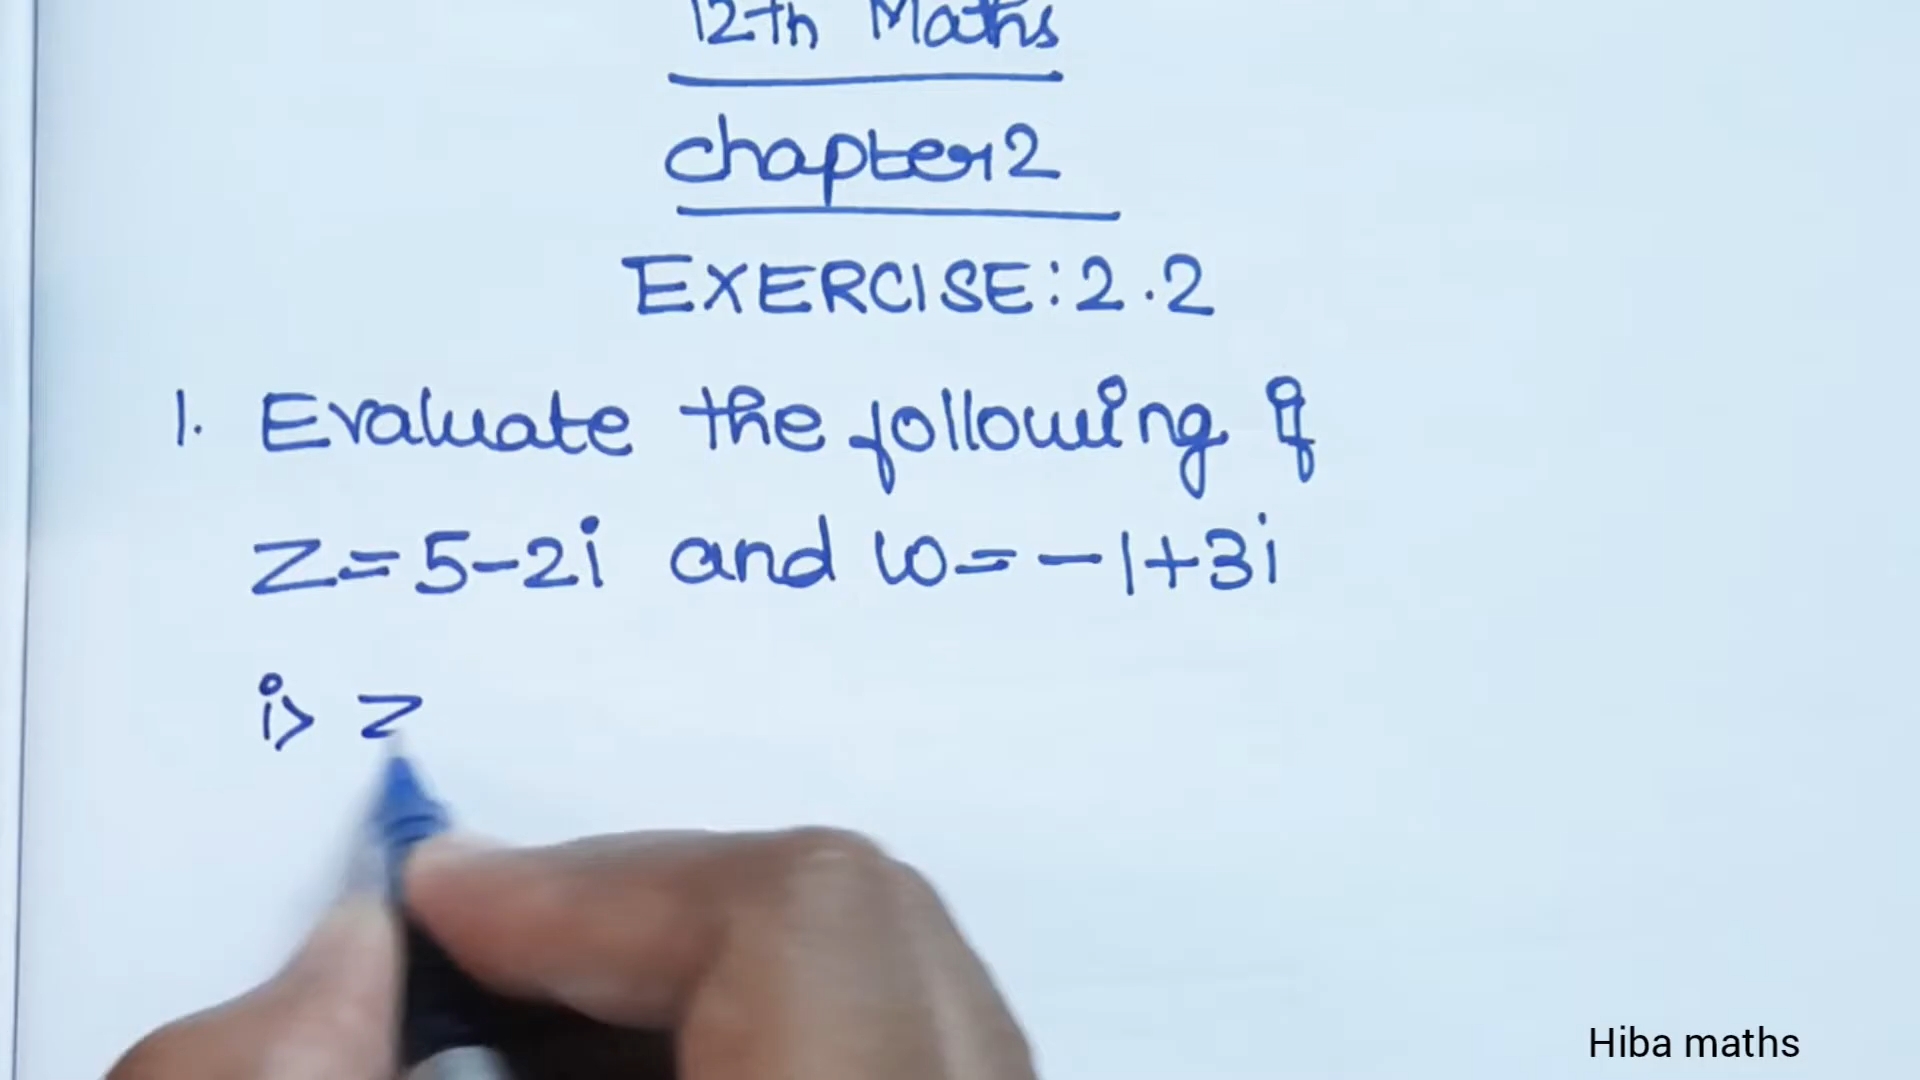 12th Maths
chapter 2
EXERCISE: 2.2
1. Evaluate the following if
Z=5-2i and w=-1+3i
i> z
Hiba maths